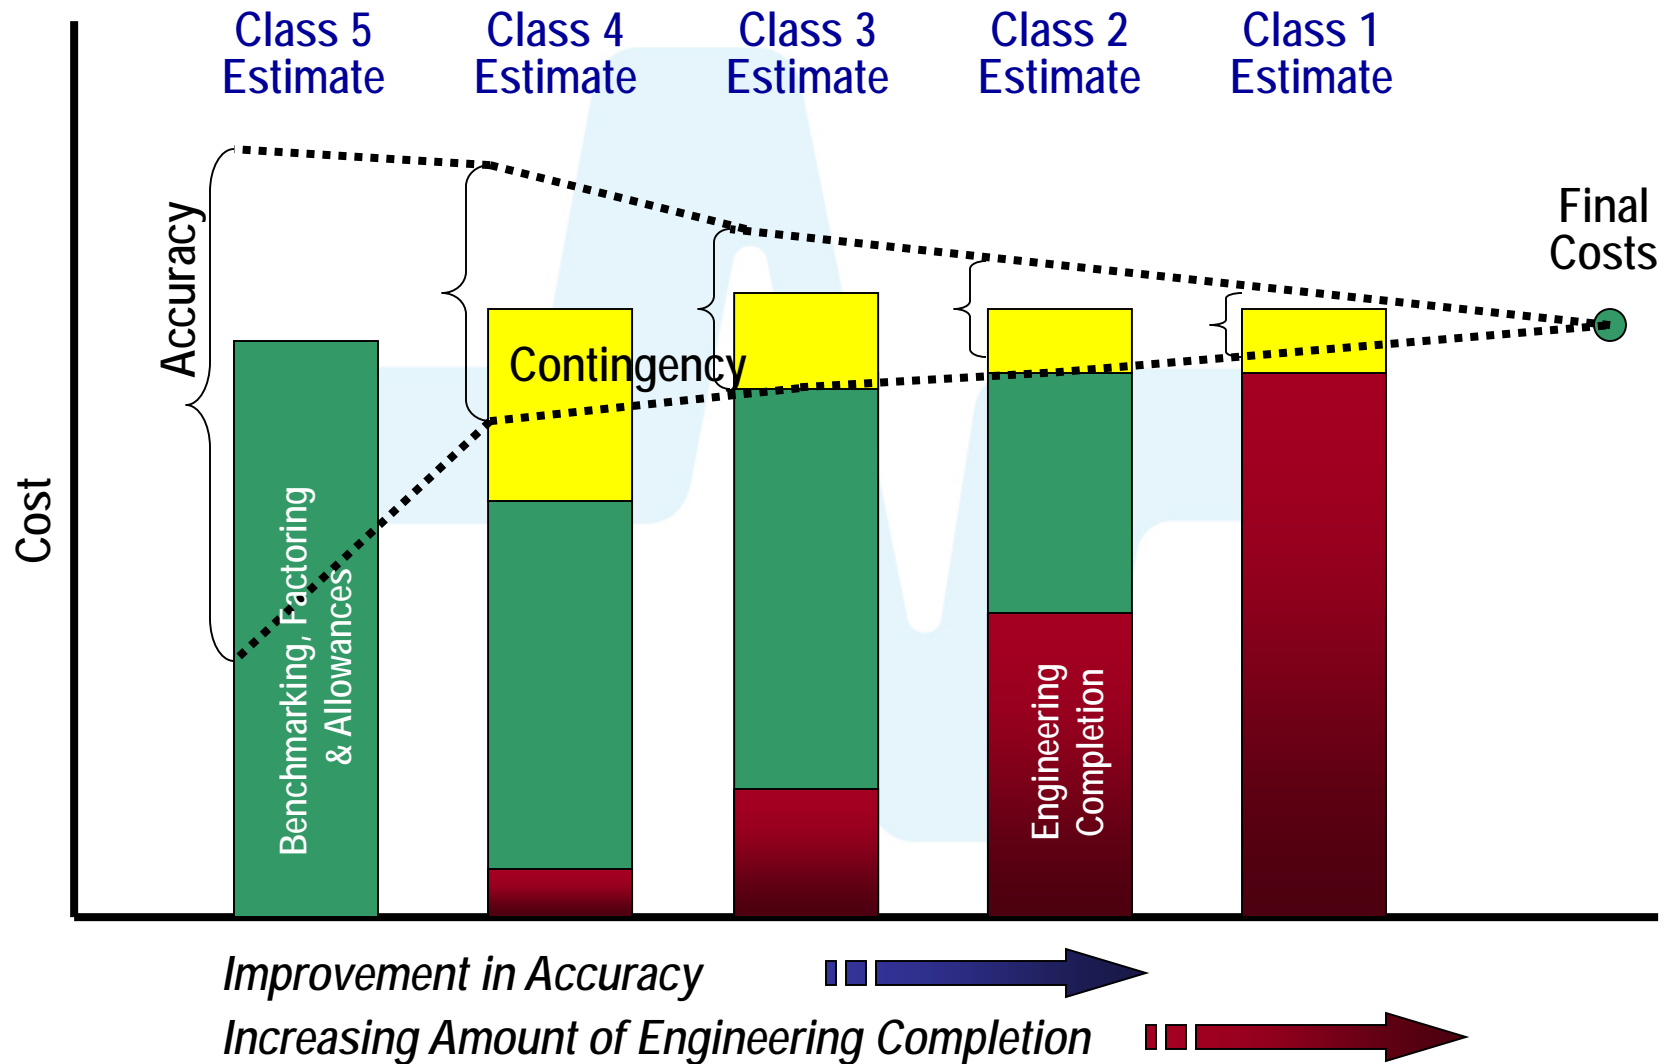 Class 5
Estimate
Class 4
Estimate
Class 3
Estimate
Class 2
Estimate
Class 1
Estimate
Accuracy
Final
Costs
Contingency
Cost
Benchmarking, Factoring
& Allowances
Engineering
Completion
Improvement in Accuracy
Increasing Amount of Engineering Completion